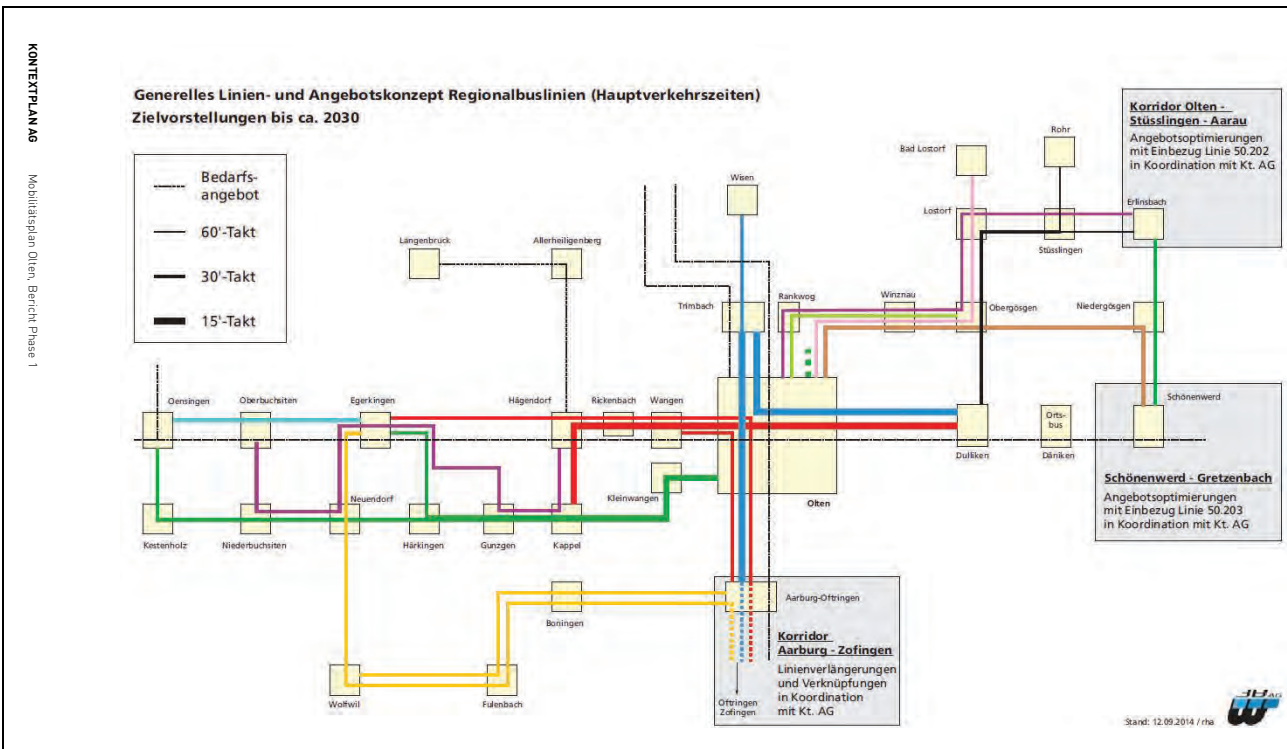 KONTEXTPLAN AG Mobilitätsplan Olten, Bericht Phase 1
Generelles Linien- und Angebotskonzept Regionalbuslinien (Hauptverkehrszeiten)
Zielvorstellungen bis ca. 2030
Bedarfs-
angebot
60'-Takt
30'-Takt
15'-Takt
Korridor Olten -
Stüsslingen - Aarau
Angebotsoptimierungen
mit Einbezug Linie 50.202
in Koordination mit Kt. AG
Rohr
Bad Lostorf
Wisen
Lostorf
Erlinsbach
Stüsslingen
Langenbruck
Allerheiligenberg
Trimbach
Rankwog
Winznau
Obergösgen
Niedergösgen
Oensingen
Oberbuchsiten
Egerkingen
Hägendorf
Rickenbach
Wangen
Schönenwerd
Orts-
bus
Dulliken
Däniken
Kleinwangen
Olten
Neuendorf
Kestenholz
Niederbuchsiten
Härkingen
Gunzgen
Kappel
Schönenwerd - Gretzenbach
Angebotsoptimierungen
mit Einbezug Linie 50.203
in Koordination mit Kt. AG
Boningen
Aarburg-Oftringen
Korridor
Aarburg - Zofingen
Linienverlängerungen
und Verknüpfungen
in Koordination
mit Kt. AG
Oftringen
Zofingen
Wolfwil
Fulenbach
Stand: 12.09.2014 / rha